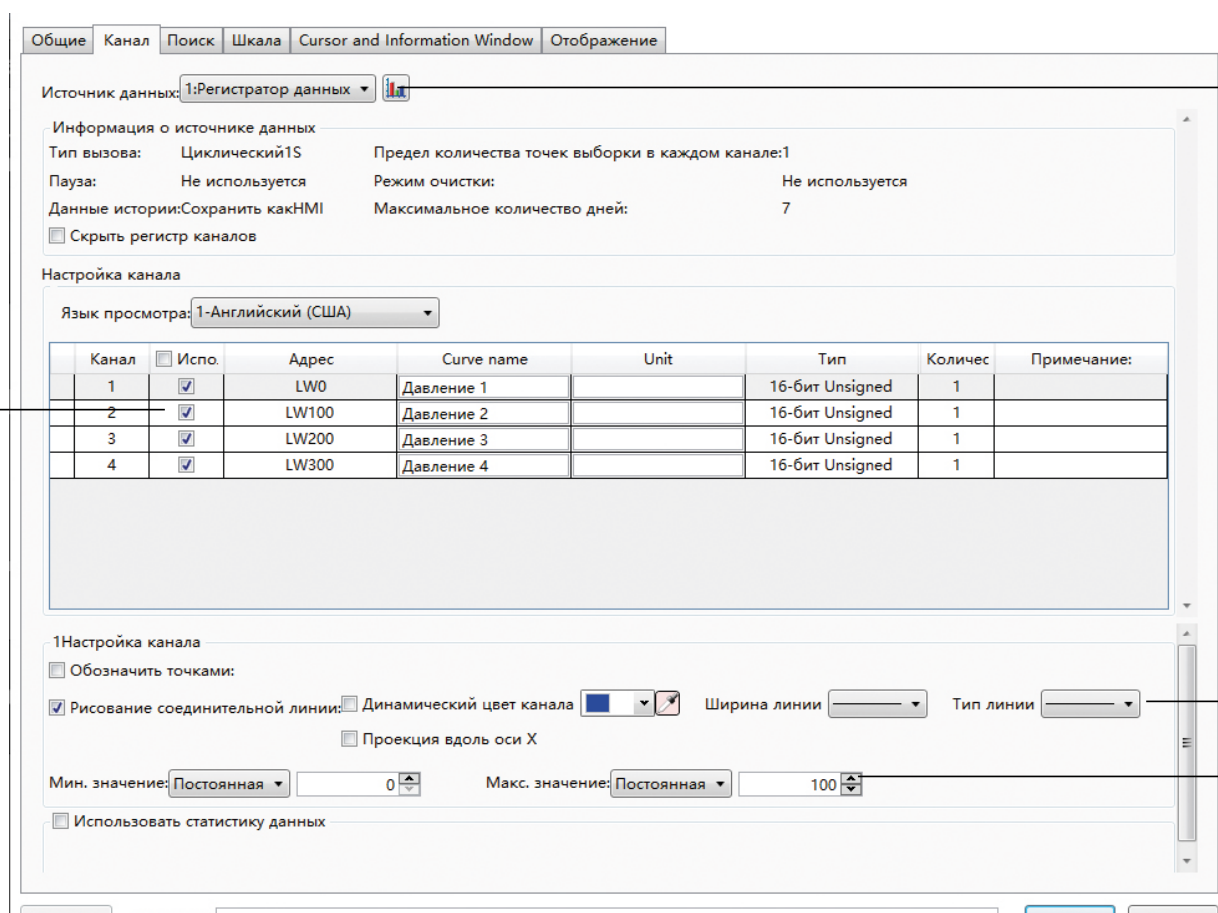 Общие Канал Поиск Шкала Cursor and Information Window Отображение
Источник данных: 1:Регистратор данных
Информация о источнике данных
Тип вызова: Циклический1S Предел количества точек выборки в каждом канале:1
Пауза: Не используется Режим очистки: Не используется
Данные истории:Сохранить какHMI Максимальное количество дней: 7
Скрыть регистр каналов
Настройка канала
Язык просмотра: 1-Английский (США)
Канал Испо. Адрес Curve name Unit Тип Количес Примечание:
1 LW0 Давление 1 16-бит Unsigned 1
2 LW100 Давление 2 16-бит Unsigned 1
3 LW200 Давление 3 16-бит Unsigned 1
4 LW300 Давление 4 16-бит Unsigned 1
1Настройка канала
Обозначить точками:
Рисование соединительной линии: Динамический цвет канала Ширина линии Тип линии
Проекция вдоль оси X
Мин. значение: Постоянная 0 Макс. значение: Постоянная 100
Использовать статистику данных